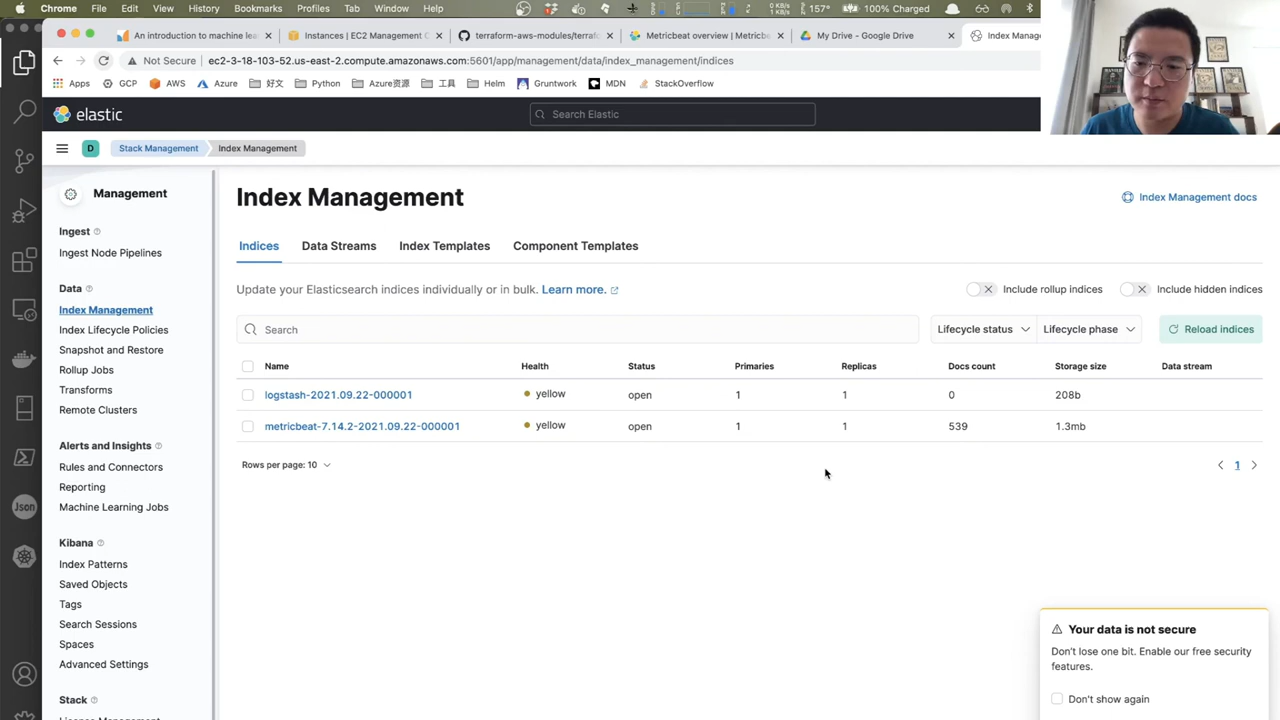 Chrome File Edit View History Bookmarks Profiles Tab Window Help
0 KB/s
157° 100% Charged
An introduction to machine lea
Instances | EC2 Management C
terraform-aws-modules/terrafo
Metricbeat overview | Metricbe
My Drive - Google Drive
Index Mana
Not Secure ec2-3-18-103-52.us-east-2.compute.amazonaws.com:5601/app/management/data/index_management/indices
Apps GCP AWS Azure 好文 Python Azure资源 工具 Helm Gruntwork MDN StackOverflow
elastic
Search Elastic
D Stack Management Index Management
Management
Ingest
Ingest Node Pipelines
Data
Index Management
Index Lifecycle Policies
Snapshot and Restore
Rollup Jobs
Transforms
Remote Clusters
Alerts and Insights
Rules and Connectors
Reporting
Machine Learning Jobs
Kibana
Index Patterns
Saved Objects
Tags
Search Sessions
Spaces
Advanced Settings
Stack
Json
Index Management
Index Management docs
Indices Data Streams Index Templates Component Templates
Update your Elasticsearch indices individually or in bulk. Learn more.
Include rollup indices Include hidden indices
Search
Lifecycle status Lifecycle phase Reload indices
Name Health Status Primaries Replicas Docs count Storage size Data stream
logstash-2021.09.22-000001 yellow open 1 1 0 208b
metricbeat-7.14.2-2021.09.22-000001 yellow open 1 1 539 1.3mb
Rows per page: 10
1
Your data is not secure
Don't lose one bit. Enable our free security
features.
Don't show again